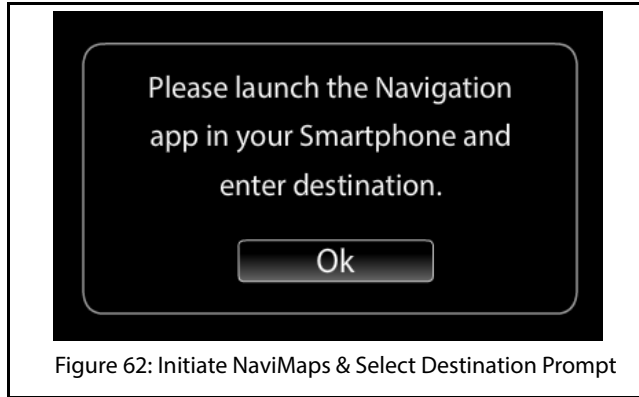 Please launch the Navigation
app in your Smartphone and
enter destination.
Ok
Figure 62: Initiate NaviMaps & Select Destination Prompt